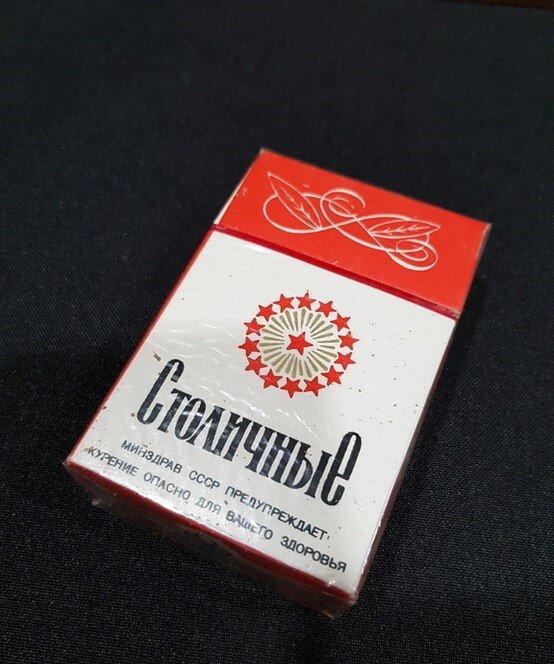 Столичные
МИНЗДРАВ СССР ПРЕДУПРЕЖДАЕТ:
КУРЕНИЕ ОПАСНО ДЛЯ ВАШЕГО ЗДОРОВЬЯ